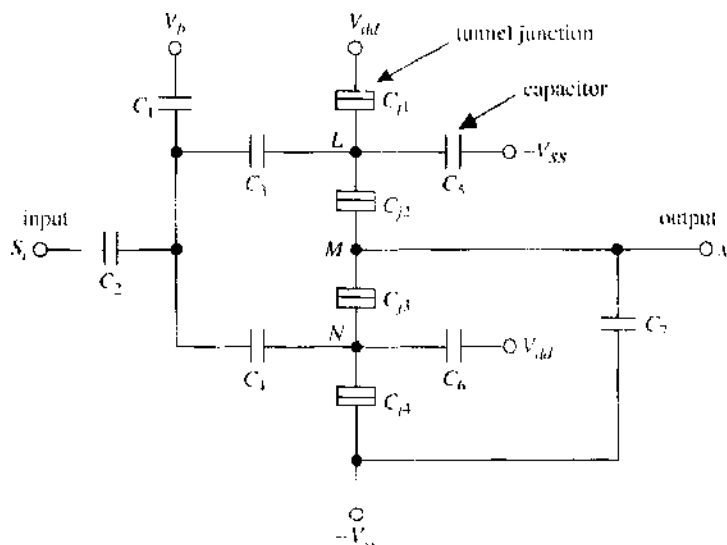 V_b
V_dd
tunnel junction
C_1
C_j1
capacitor
L
C_3
C_5
-V_SS
C_j2
input
output
S_i
C_2
M
C_j3
C_7
N
C_4
C_6
V_dd
C_j4